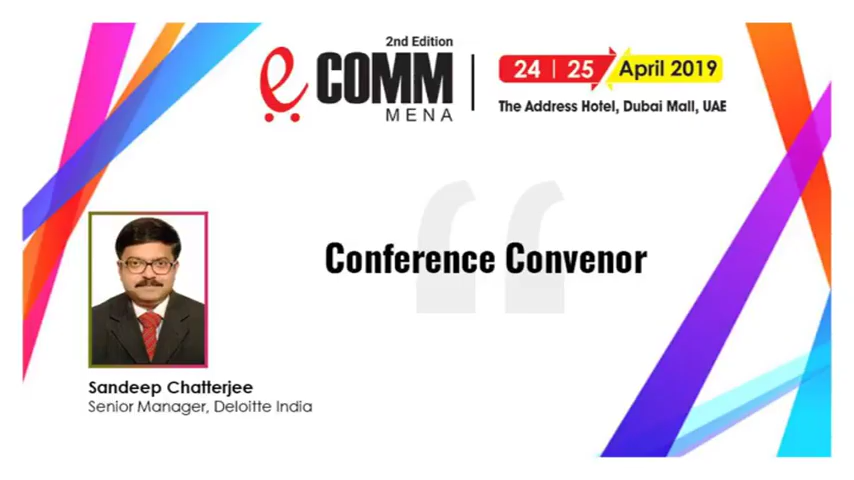 2nd Edition
eCOMM
MENA
24 | 25 April 2019
The Address Hotel, Dubai Mall, UAE
Conference Convenor
Sandeep Chatterjee
Senior Manager, Deloitte India